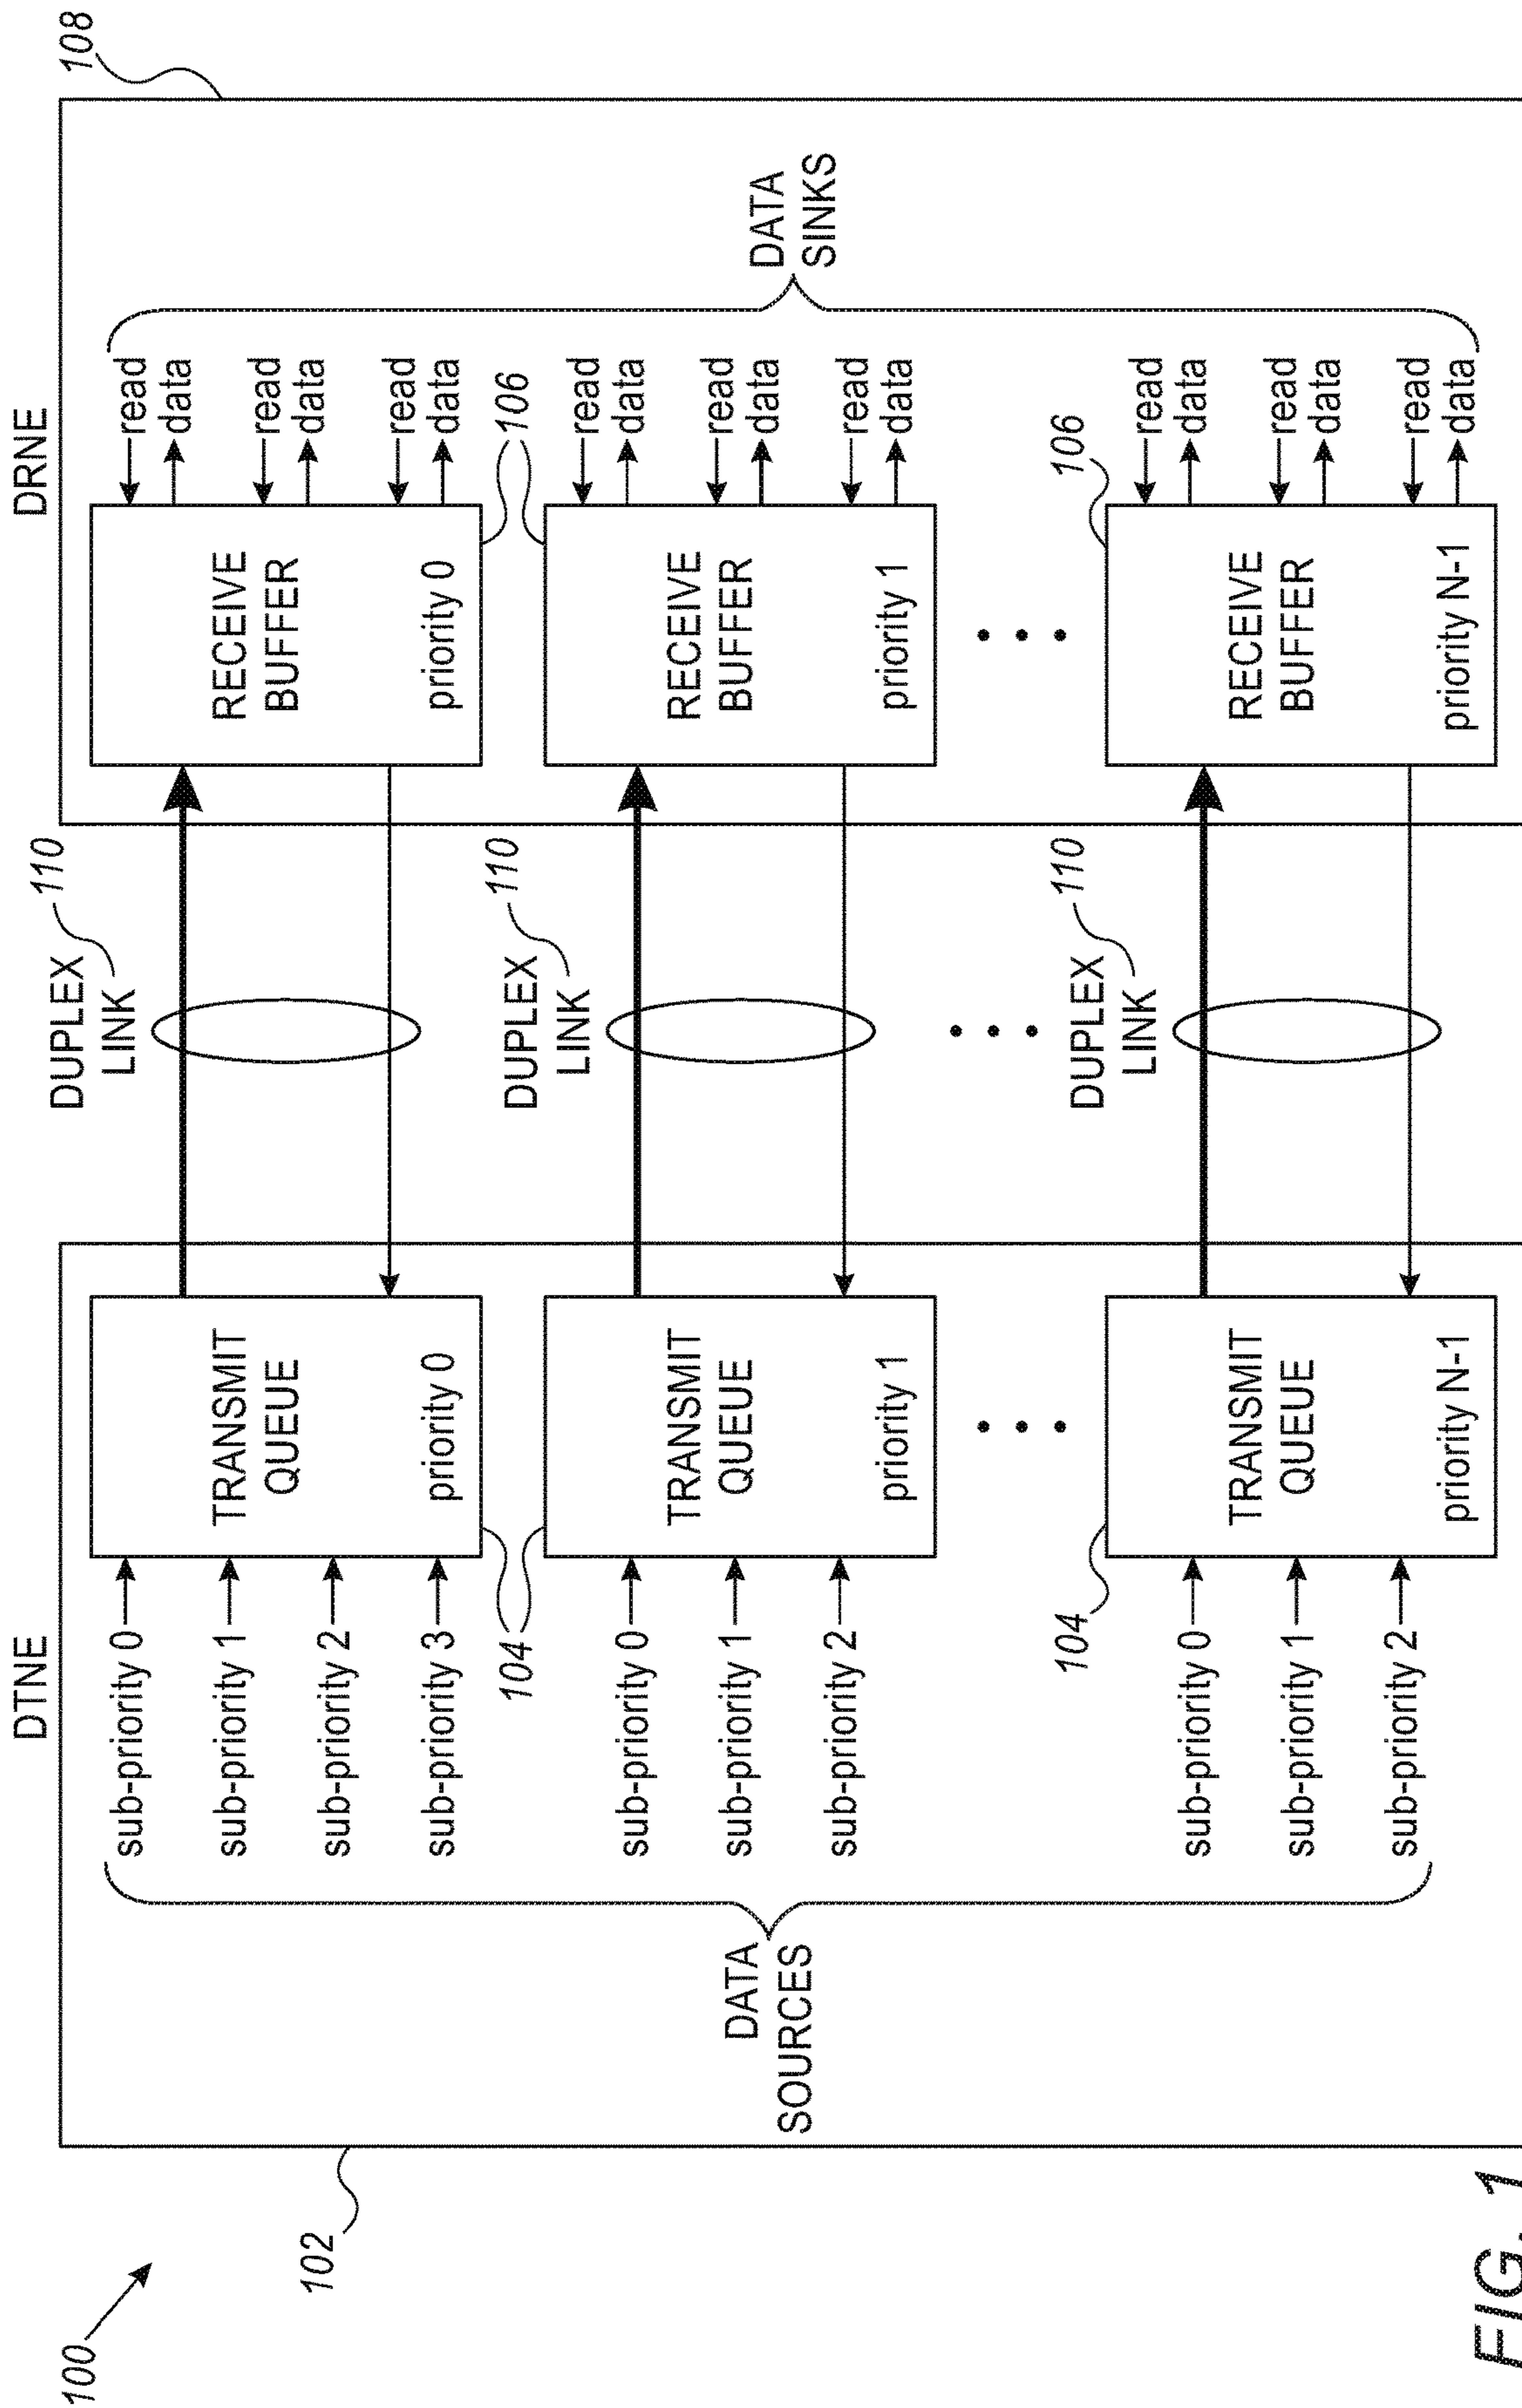 100
102
DTNE
DATA
SOURCES
sub-priority 0
sub-priority 1
sub-priority 2
sub-priority 3
TRANSMIT
QUEUE
priority 0
104
sub-priority 0
sub-priority 1
sub-priority 2
TRANSMIT
QUEUE
priority 1
104
sub-priority 0
sub-priority 1
sub-priority 2
TRANSMIT
QUEUE
priority N-1
DUPLEX
LINK
110
DUPLEX
LINK
110
DUPLEX
LINK
110
DRNE
108
RECEIVE
BUFFER
priority 0
read
data
read
data
read
data
106
RECEIVE
BUFFER
priority 1
read
data
read
data
read
data
106
RECEIVE
BUFFER
priority N-1
read
data
read
data
read
data
DATA
SINKS
FIG. 1